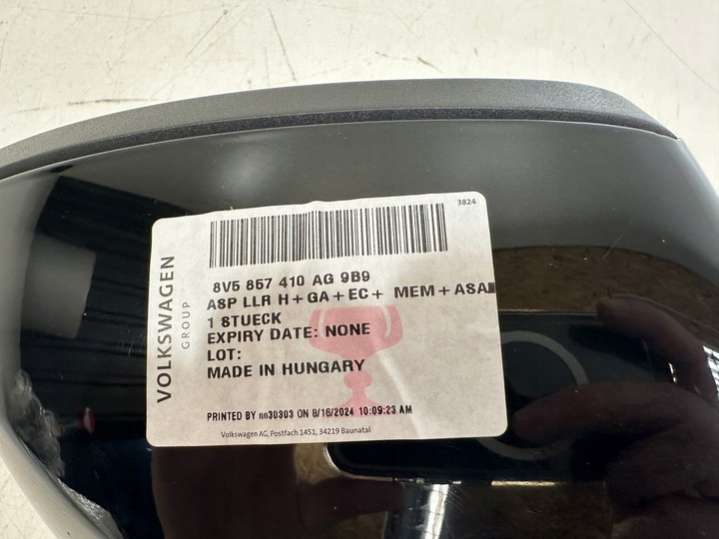 3824
VOLKSWAGEN
GROUP
8V5 857 410 AG 9B9
ASP LLR H+GA+EC+ MEM+ASA
1 STUECK
EXPIRY DATE: NONE
LOT:
MADE IN HUNGARY
PRINTED BY nn30303 ON 8/16/2024 10:09:23 AM
Volkswagen AG, Postfach 1451, 34219 Baunatal